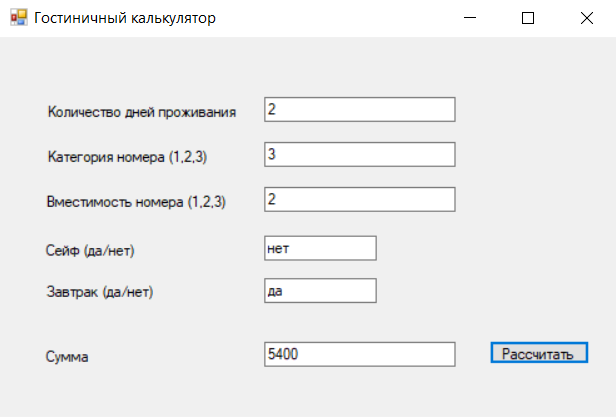 Гостиничный калькулятор
Количество дней проживания 2
Категория номера (1,2,3) 3
Вместимость номера (1,2,3) 2
Сейф (да/нет) нет
Завтрак (да/нет) да
Сумма 5400 Рассчитать